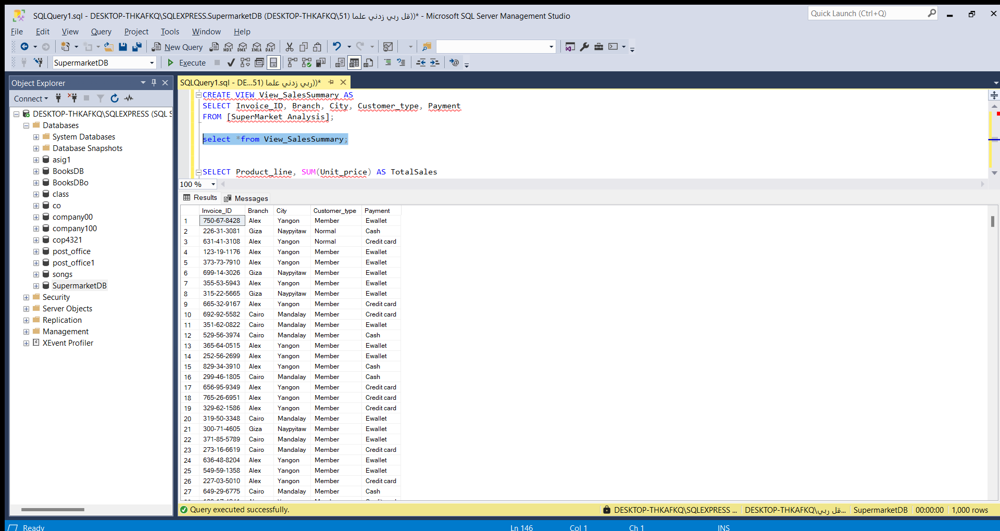 SQLQuery1.sql - DESKTOP-THKAFKQ\SQLEXPRESS.SupermarketDB (DESKTOP-THKAFKQ\قل ربي زدني علما (51))* - Microsoft SQL Server Management Studio
Quick Launch (Ctrl+Q)
File Edit View Query Project Tools Window Help
New Query MDX DMX XMLA DAX
SupermarketDB Execute
Object Explorer
SQLQuery1.sql - DE...ربي زدني علما (51))*
Connect
CREATE VIEW View_SalesSummary AS
SELECT Invoice_ID, Branch, City, Customer_type, Payment
FROM [SuperMarket Analysis];
select *from View_SalesSummary;
SELECT Product_line, SUM(Unit_price) AS TotalSales
100 %
DESKTOP-THKAFKQ\SQLEXPRESS (SQL S
Databases
System Databases
Database Snapshots
asig1
BooksDB
BooksDBo
class
co
company00
company100
cop4321
post_office
post_office1
songs
SupermarketDB
Security
Server Objects
Replication
Management
XEvent Profiler
Results Messages
Invoice_ID Branch City Customer_type Payment
1 750-67-8428 Alex Yangon Member Ewallet
2 226-31-3081 Giza Naypyitaw Normal Cash
3 631-41-3108 Alex Yangon Normal Credit card
4 123-19-1176 Alex Yangon Member Ewallet
5 373-73-7910 Alex Yangon Member Ewallet
6 699-14-3026 Giza Naypyitaw Member Ewallet
7 355-53-5943 Alex Yangon Member Ewallet
8 315-22-5665 Giza Naypyitaw Member Ewallet
9 665-32-9167 Alex Yangon Member Credit card
10 692-92-5582 Cairo Mandalay Member Credit card
11 351-62-0822 Cairo Mandalay Member Ewallet
12 529-56-3974 Cairo Mandalay Member Cash
13 365-64-0515 Alex Yangon Member Ewallet
14 252-56-2699 Alex Yangon Member Ewallet
15 829-34-3910 Alex Yangon Member Cash
16 299-46-1805 Cairo Mandalay Member Cash
17 656-95-9349 Alex Yangon Member Credit card
18 765-26-6951 Alex Yangon Member Credit card
19 329-62-1586 Alex Yangon Member Credit card
20 319-50-3348 Cairo Mandalay Member Ewallet
21 300-71-4605 Giza Naypyitaw Member Ewallet
22 371-85-5789 Cairo Mandalay Member Ewallet
23 273-16-6619 Cairo Mandalay Member Credit card
24 636-48-8204 Alex Yangon Member Ewallet
25 549-59-1358 Alex Yangon Member Ewallet
26 227-03-5010 Alex Yangon Member Credit card
27 649-29-6775 Cairo Mandalay Member Cash
Query executed successfully. DESKTOP-THKAFKQ\SQLEXPRESS ... DESKTOP-THKAFKQ\قل ربي... SupermarketDB 00:00:00 1,000 rows
Ready Ln 146 Col 1 Ch 1 INS